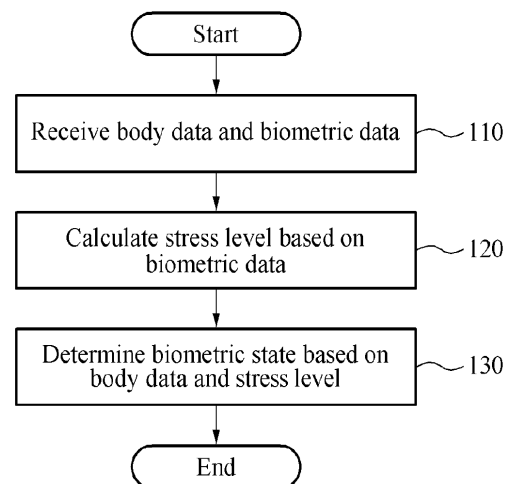 Start
Receive body data and biometric data
110
Calculate stress level based on
biometric data
120
Determine biometric state based on
body data and stress level
130
End